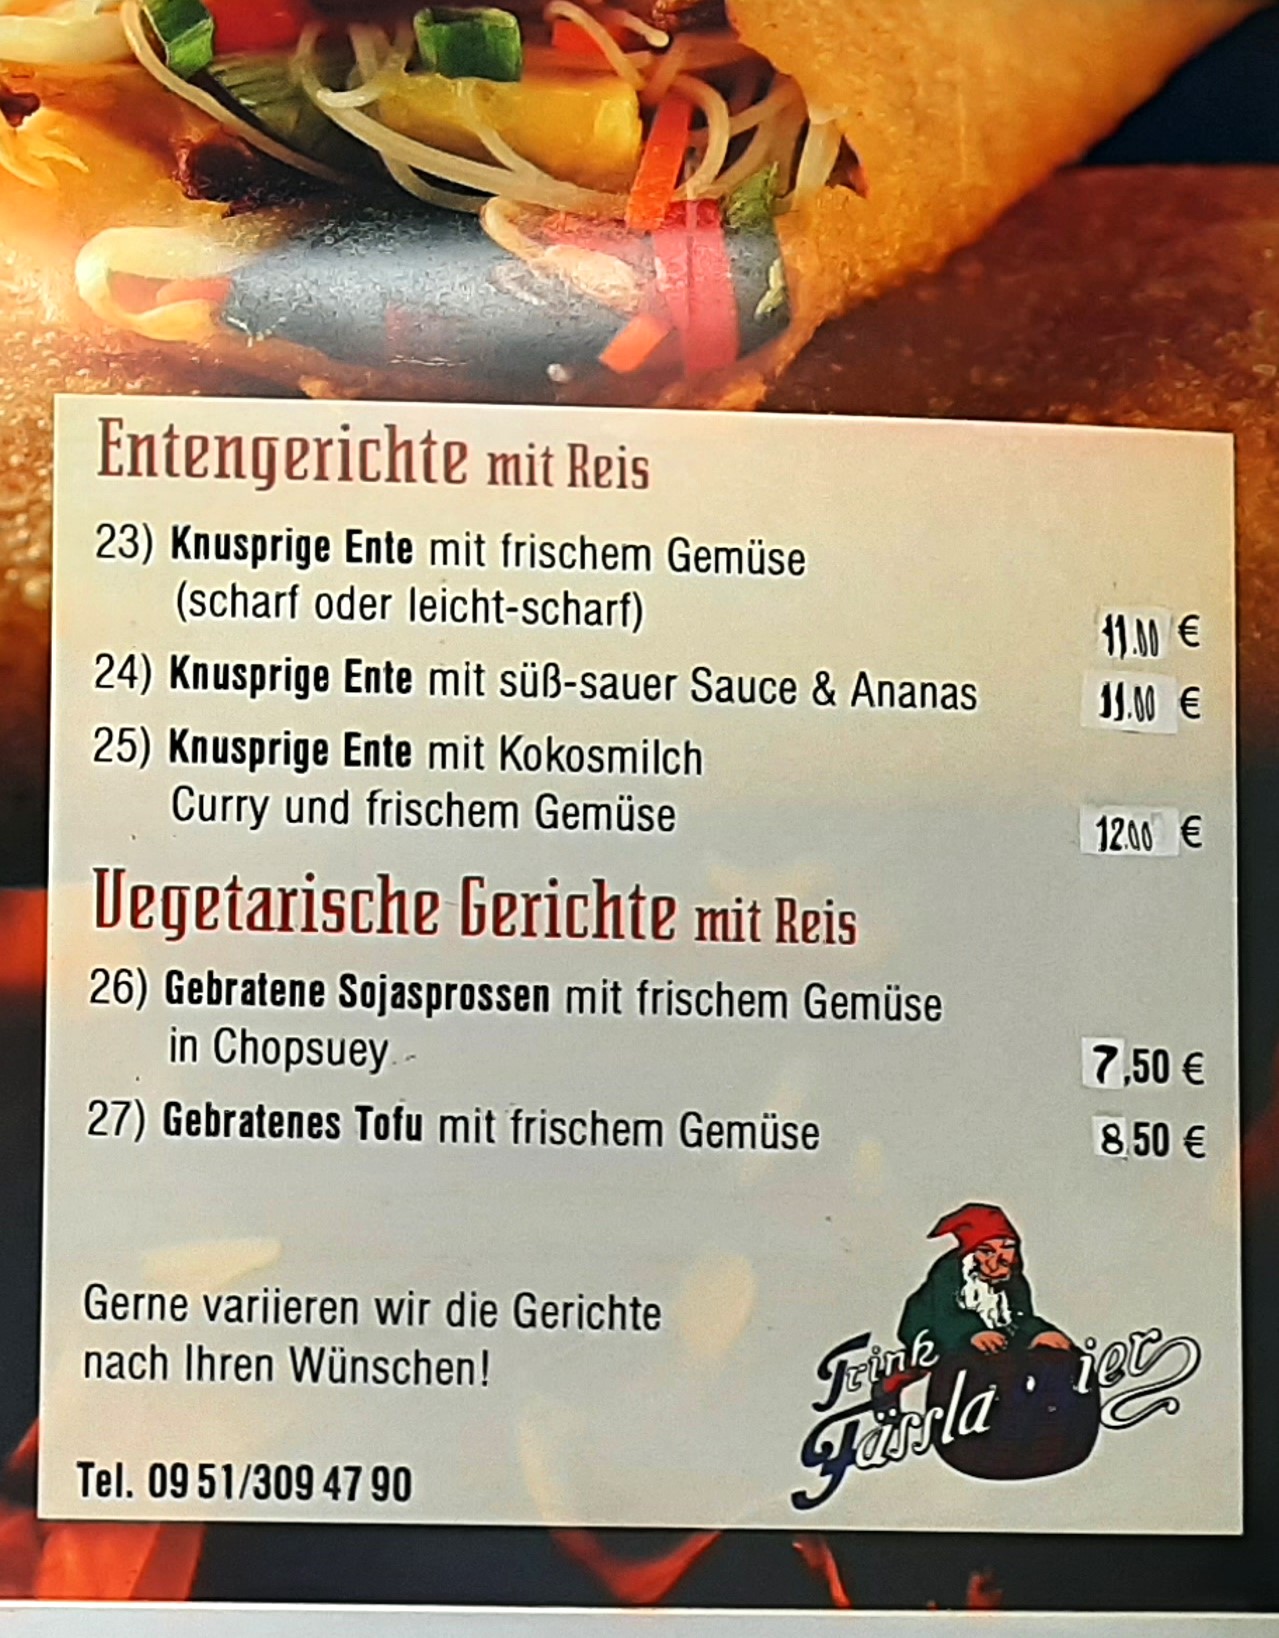 Entengerichte mit Reis
23) Knusprige Ente mit frischem Gemüse
(scharf oder leicht-scharf) 11.00 €
24) Knusprige Ente mit süß-sauer Sauce & Ananas 11.00 €
25) Knusprige Ente mit Kokosmilch
Curry und frischem Gemüse 12.00 €
Vegetarische Gerichte mit Reis
26) Gebratene Sojasprossen mit frischem Gemüse
in Chopsuey 7,50 €
27) Gebratenes Tofu mit frischem Gemüse 8,50 €
Gerne variieren wir die Gerichte
nach Ihren Wünschen!
Trink
Fässla Bier
Tel. 09 51/309 47 90